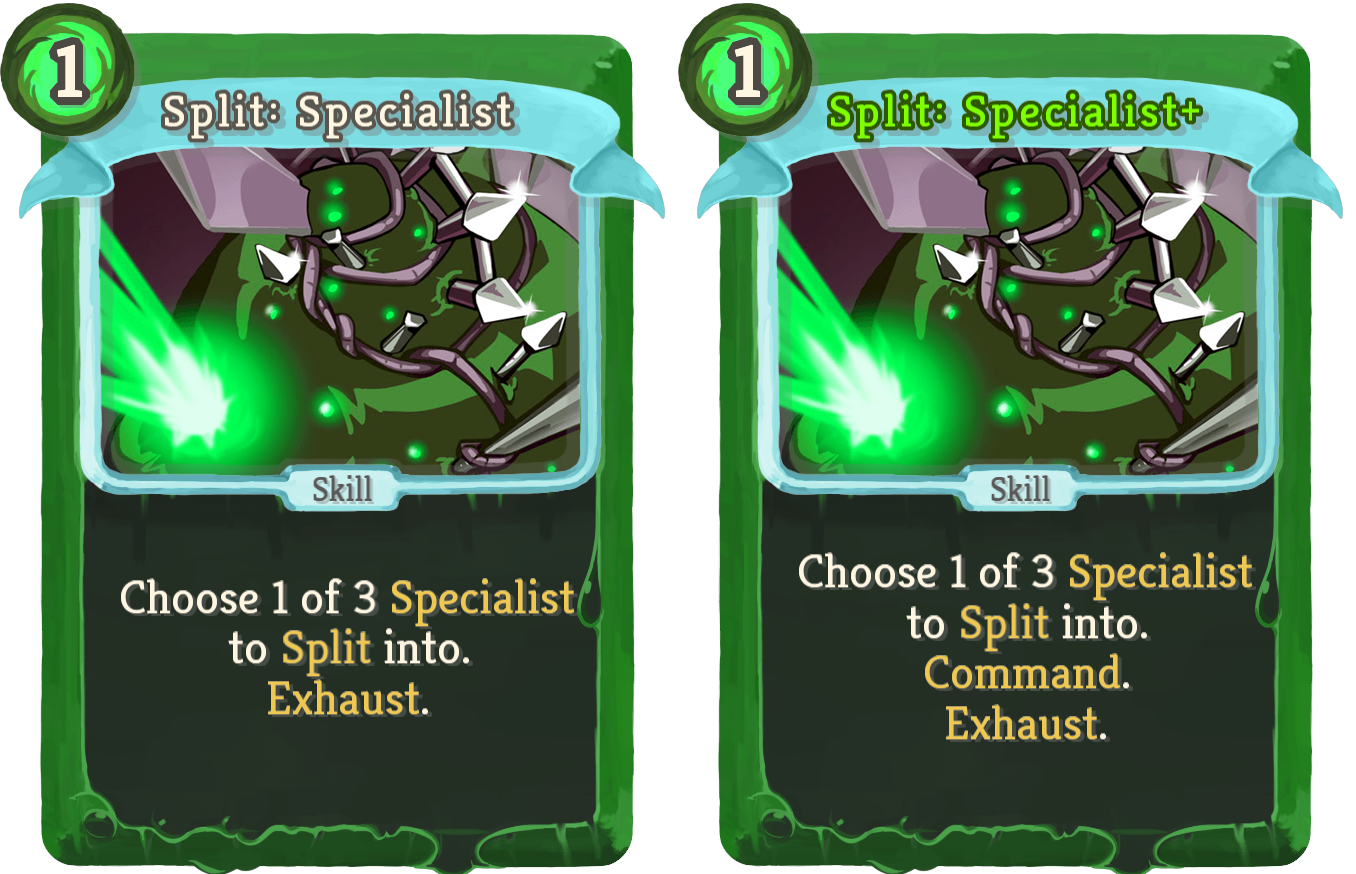 1
Split: Specialist
Skill
Choose 1 of 3 Specialist
to Split into.
Exhaust.
1
Split: Specialist+
Skill
Choose 1 of 3 Specialist
to Split into.
Command.
Exhaust.